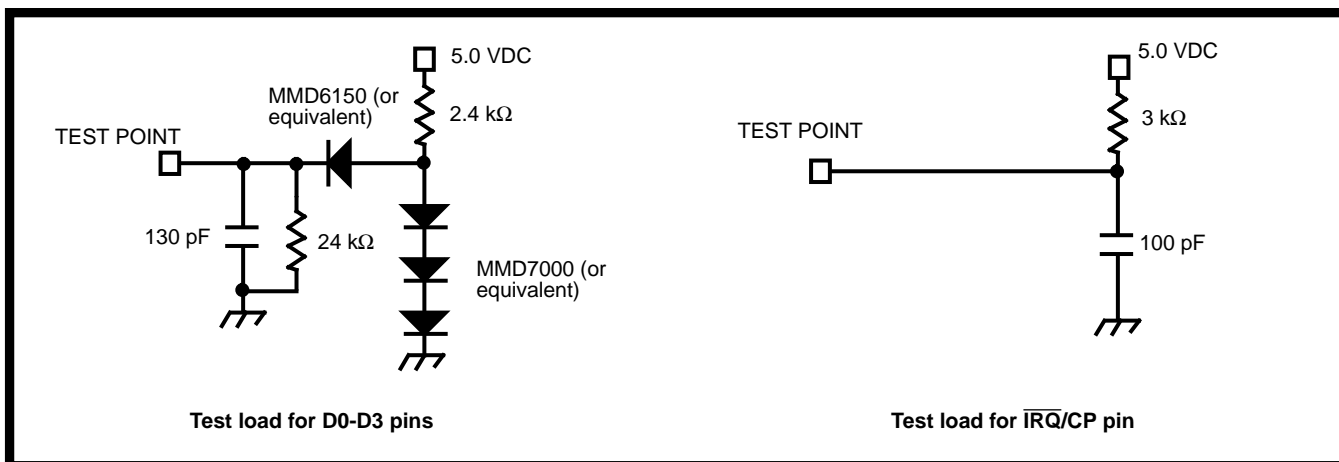 5.0 VDC
MMD6150 (or
equivalent)
2.4 kΩ
TEST POINT
130 pF
24 kΩ
MMD7000 (or
equivalent)
Test load for D0-D3 pins
5.0 VDC
3 kΩ
TEST POINT
100 pF
Test load for I̅R̅Q̅/CP pin